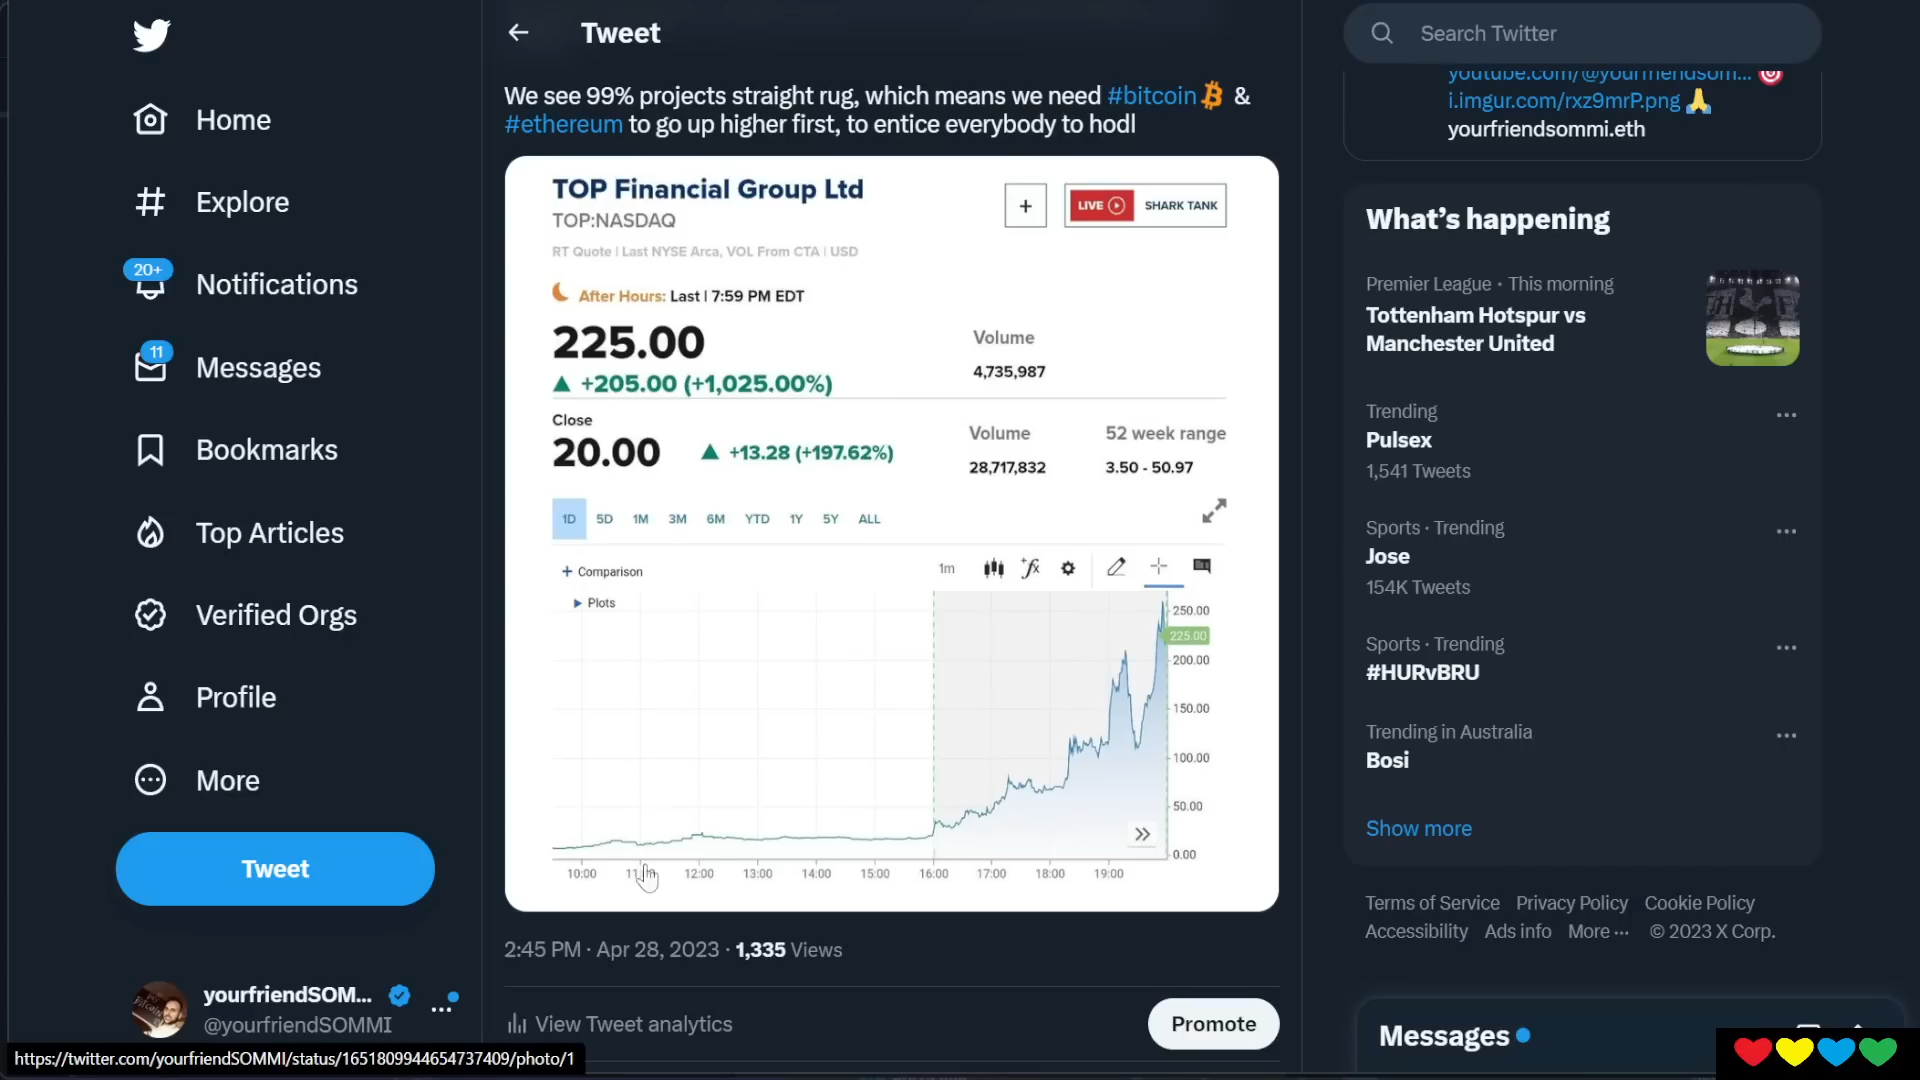 Home
Explore
20+
Notifications
11
Messages
Bookmarks
Top Articles
Verified Orgs
Profile
More
Tweet
yourfriendSOM...
@yourfriendSOMMI
https://twitter.com/yourfriendSOMMI/status/1651809944654737409/photo/1
Tweet
We see 99% projects straight rug, which means we need #bitcoin &
#ethereum to go up higher first, to entice everybody to hodl
TOP Financial Group Ltd
TOP:NASDAQ
+ LIVE SHARK TANK
RT Quote | Last NYSE Arca, VOL From CTA | USD
After Hours: Last | 7:59 PM EDT
225.00
+205.00 (+1,025.00%)
Volume
4,735,987
Close
20.00 +13.28 (+197.62%)
Volume
28,717,832
52 week range
3.50 - 50.97
1D 5D 1M 3M 6M YTD 1Y 5Y ALL
+ Comparison
1m
Plots
250.00
225.00
200.00
150.00
100.00
50.00
0.00
10:00 12:00 13:00 14:00 15:00 16:00 17:00 18:00 19:00
2:45 PM · Apr 28, 2023 · 1,335 Views
View Tweet analytics
Promote
Search Twitter
i.imgur.com/rxz9mrP.png
yourfriendsommi.eth
What's happening
Premier League · This morning
Tottenham Hotspur vs
Manchester United
Trending
Pulsex
1,541 Tweets
Sports · Trending
Jose
154K Tweets
Sports · Trending
#HURvBRU
Trending in Australia
Bosi
Show more
Terms of Service Privacy Policy Cookie Policy
Accessibility Ads info More ··· © 2023 X Corp.
Messages